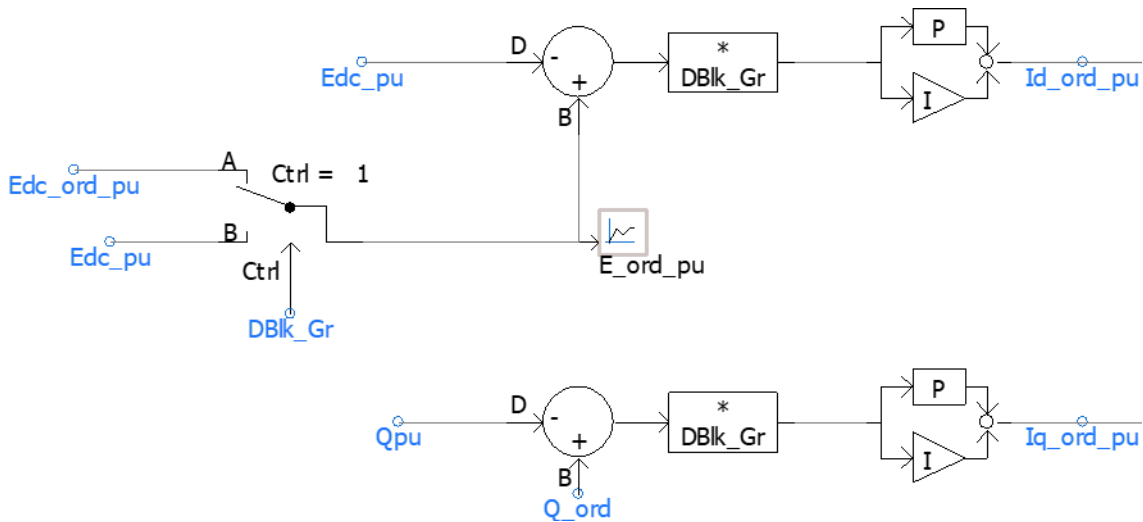 P
D
-
*
Edc_pu
+
DBlk_Gr
I
Id_ord_pu
B
A
Ctrl = 1
Edc_ord_pu
B
Edc_pu
Ctrl
E_ord_pu
DBlk_Gr
P
D
-
*
Qpu
+
DBlk_Gr
I
Iq_ord_pu
B
Q_ord